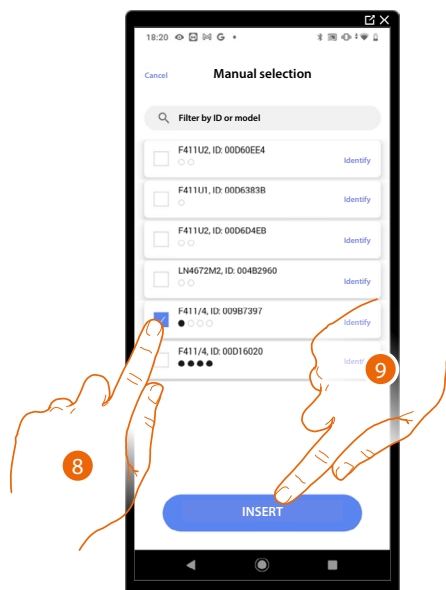 18:20
Cancel
Manual selection
Filter by ID or model
F411U2, ID: 00D60EE4
Identify
F411U1, ID: 00D6383B
Identify
F411U2, ID: 00D6D4EB
Identify
LN4672M2, ID: 004B2960
Identify
F411/4, ID: 009B7397
Identify
F411/4, ID: 00D16020
9
8
INSERT